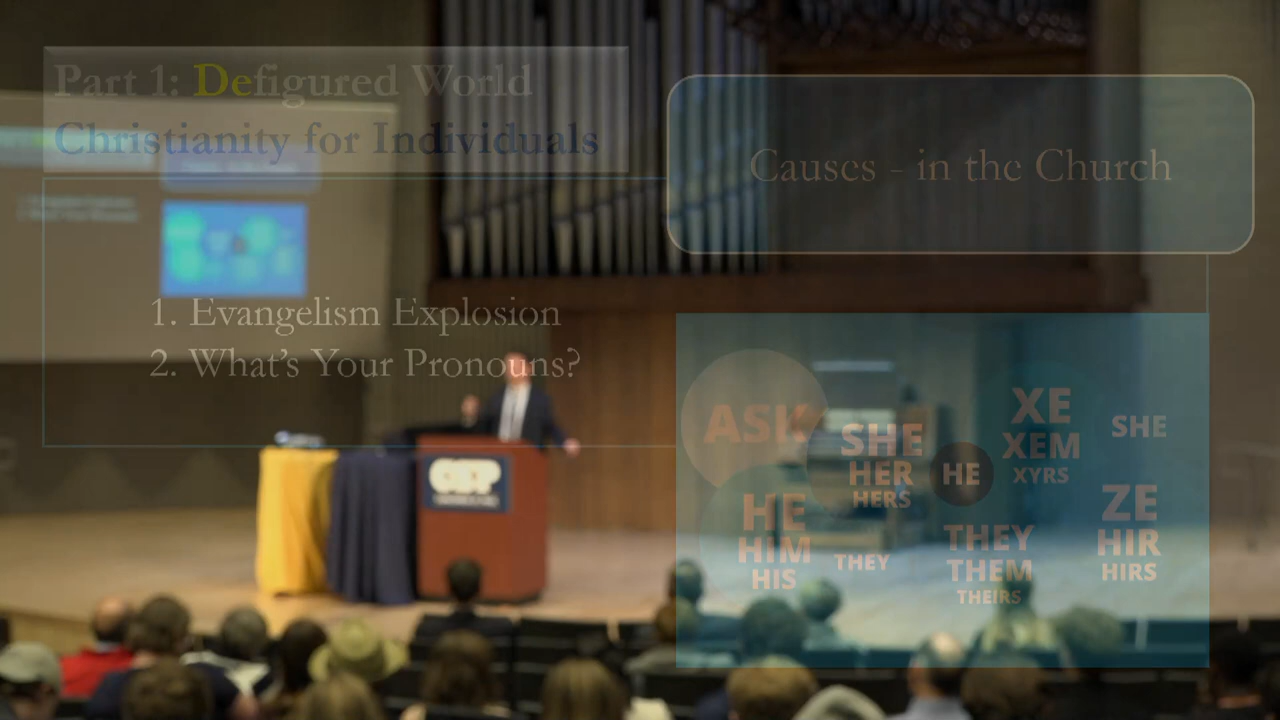 Part 1: Defigured World
Christianity for Individuals
Causes - in the Church
1. Evangelism Explosion
2. What's Your Pronouns?
ASK
SHE
HER
HERS
HE
XE
XEM
XYRS
SHE
HE
HIM
HIS
THEY
THEY
THEM
THEIRS
ZE
HIR
HIRS